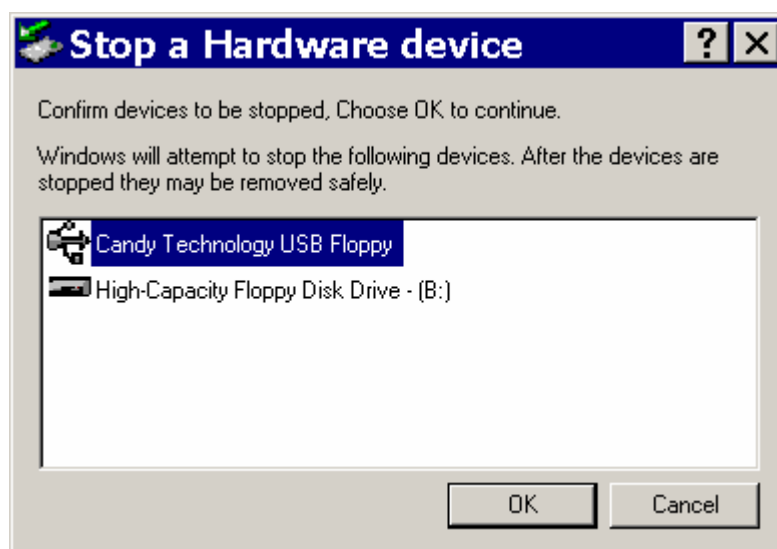 Stop a Hardware device
Confirm devices to be stopped, Choose OK to continue.
Windows will attempt to stop the following devices. After the devices are
stopped they may be removed safely.
Candy Technology USB Floppy
High-Capacity Floppy Disk Drive - (B:)
OK Cancel